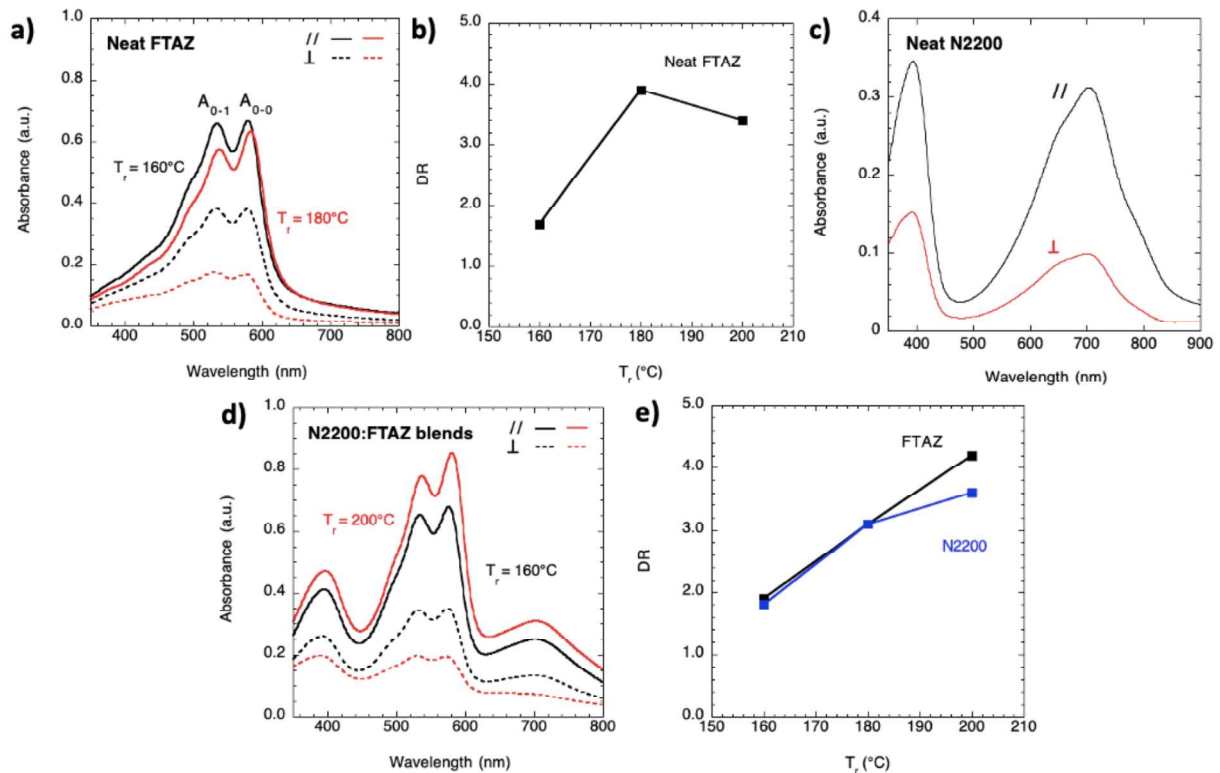 a)
Neat FTAZ
// 
⊥
A0-1
A0-0
Tr = 160°C
Tr = 180°C
Absorbance (a.u.)
1.0
0.8
0.6
0.4
0.2
0.0
400 500 600 700 800
Wavelength (nm)
b)
Neat FTAZ
DR
5.0
4.0
3.0
2.0
1.0
0.0
150 160 170 180 190 200 210
Tr (°C)
c)
Neat N2200
//
⊥
Absorbance (a.u.)
0.4
0.3
0.2
0.1
0
400 500 600 700 800 900
Wavelength (nm)
d)
N2200:FTAZ blends
//
⊥
Tr = 200°C
Tr = 160°C
Absorbance (a.u.)
1.0
0.8
0.6
0.4
0.2
0.0
400 500 600 700 800
Wavelength (nm)
e)
FTAZ
N2200
DR
5.0
4.0
3.0
2.0
1.0
0.0
150 160 170 180 190 200 210
Tr (°C)